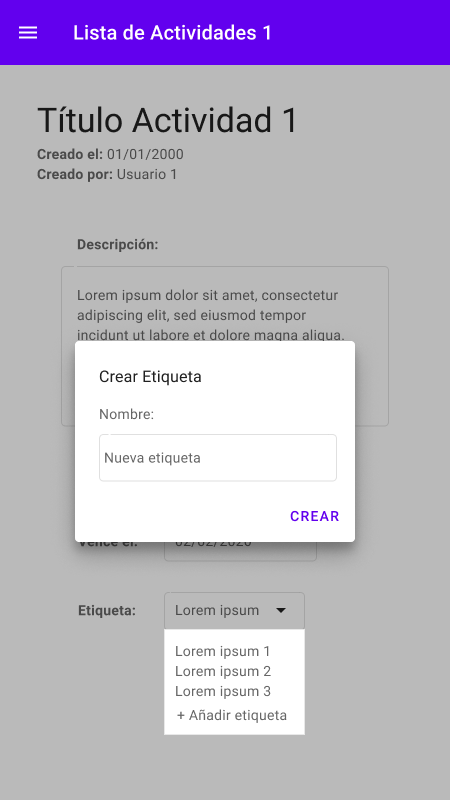 Lista de Actividades 1
Título Actividad 1
Creado el: 01/01/2000
Creado por: Usuario 1
Descripción:
Lorem ipsum dolor sit amet, consectetur
adipiscing elit, sed eiusmod tempor
incidunt ut labore et dolore magna aliqua.
Crear Etiqueta
Nombre:
Nueva etiqueta
CREAR
Vence el: 02/02/2020
Etiqueta: Lorem ipsum
Lorem ipsum 1
Lorem ipsum 2
Lorem ipsum 3
+ Añadir etiqueta